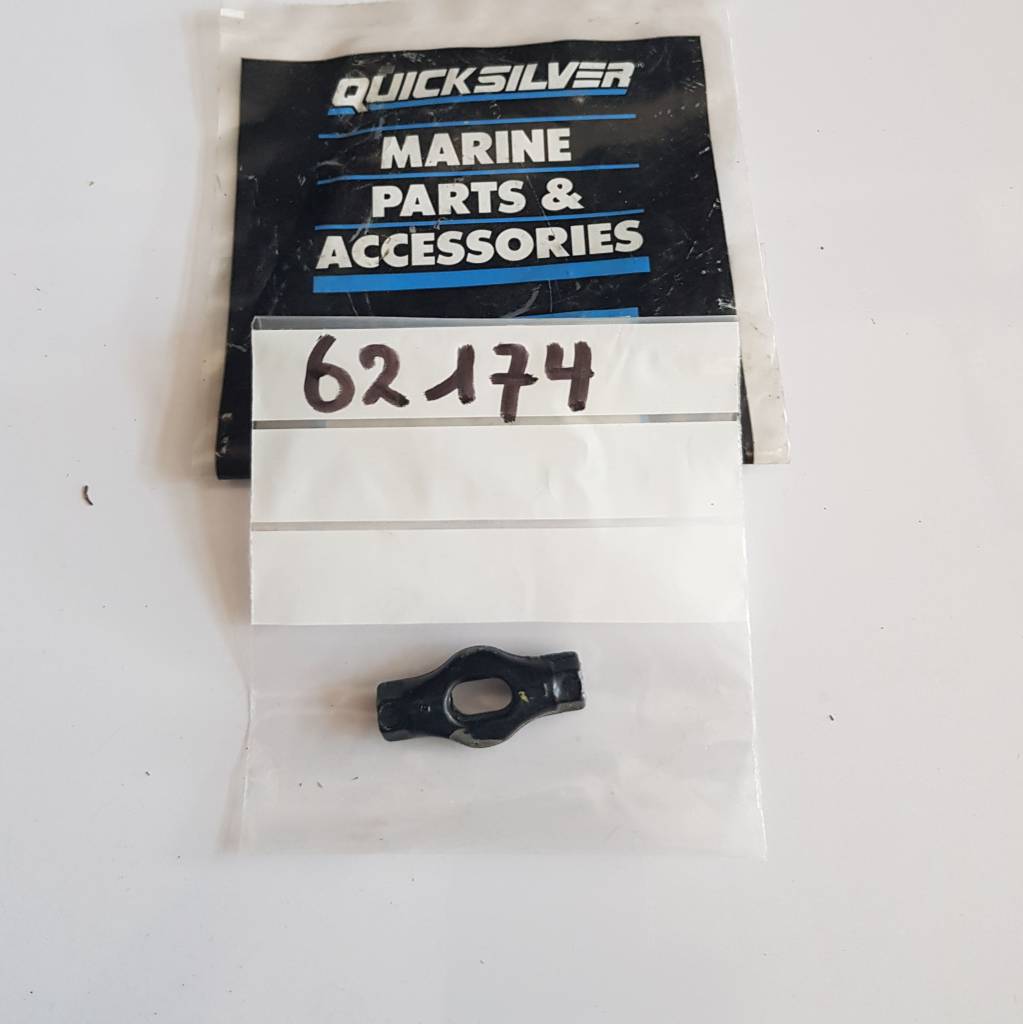 QUICKSILVER
MARINE
PARTS &
ACCESSORIES
62174